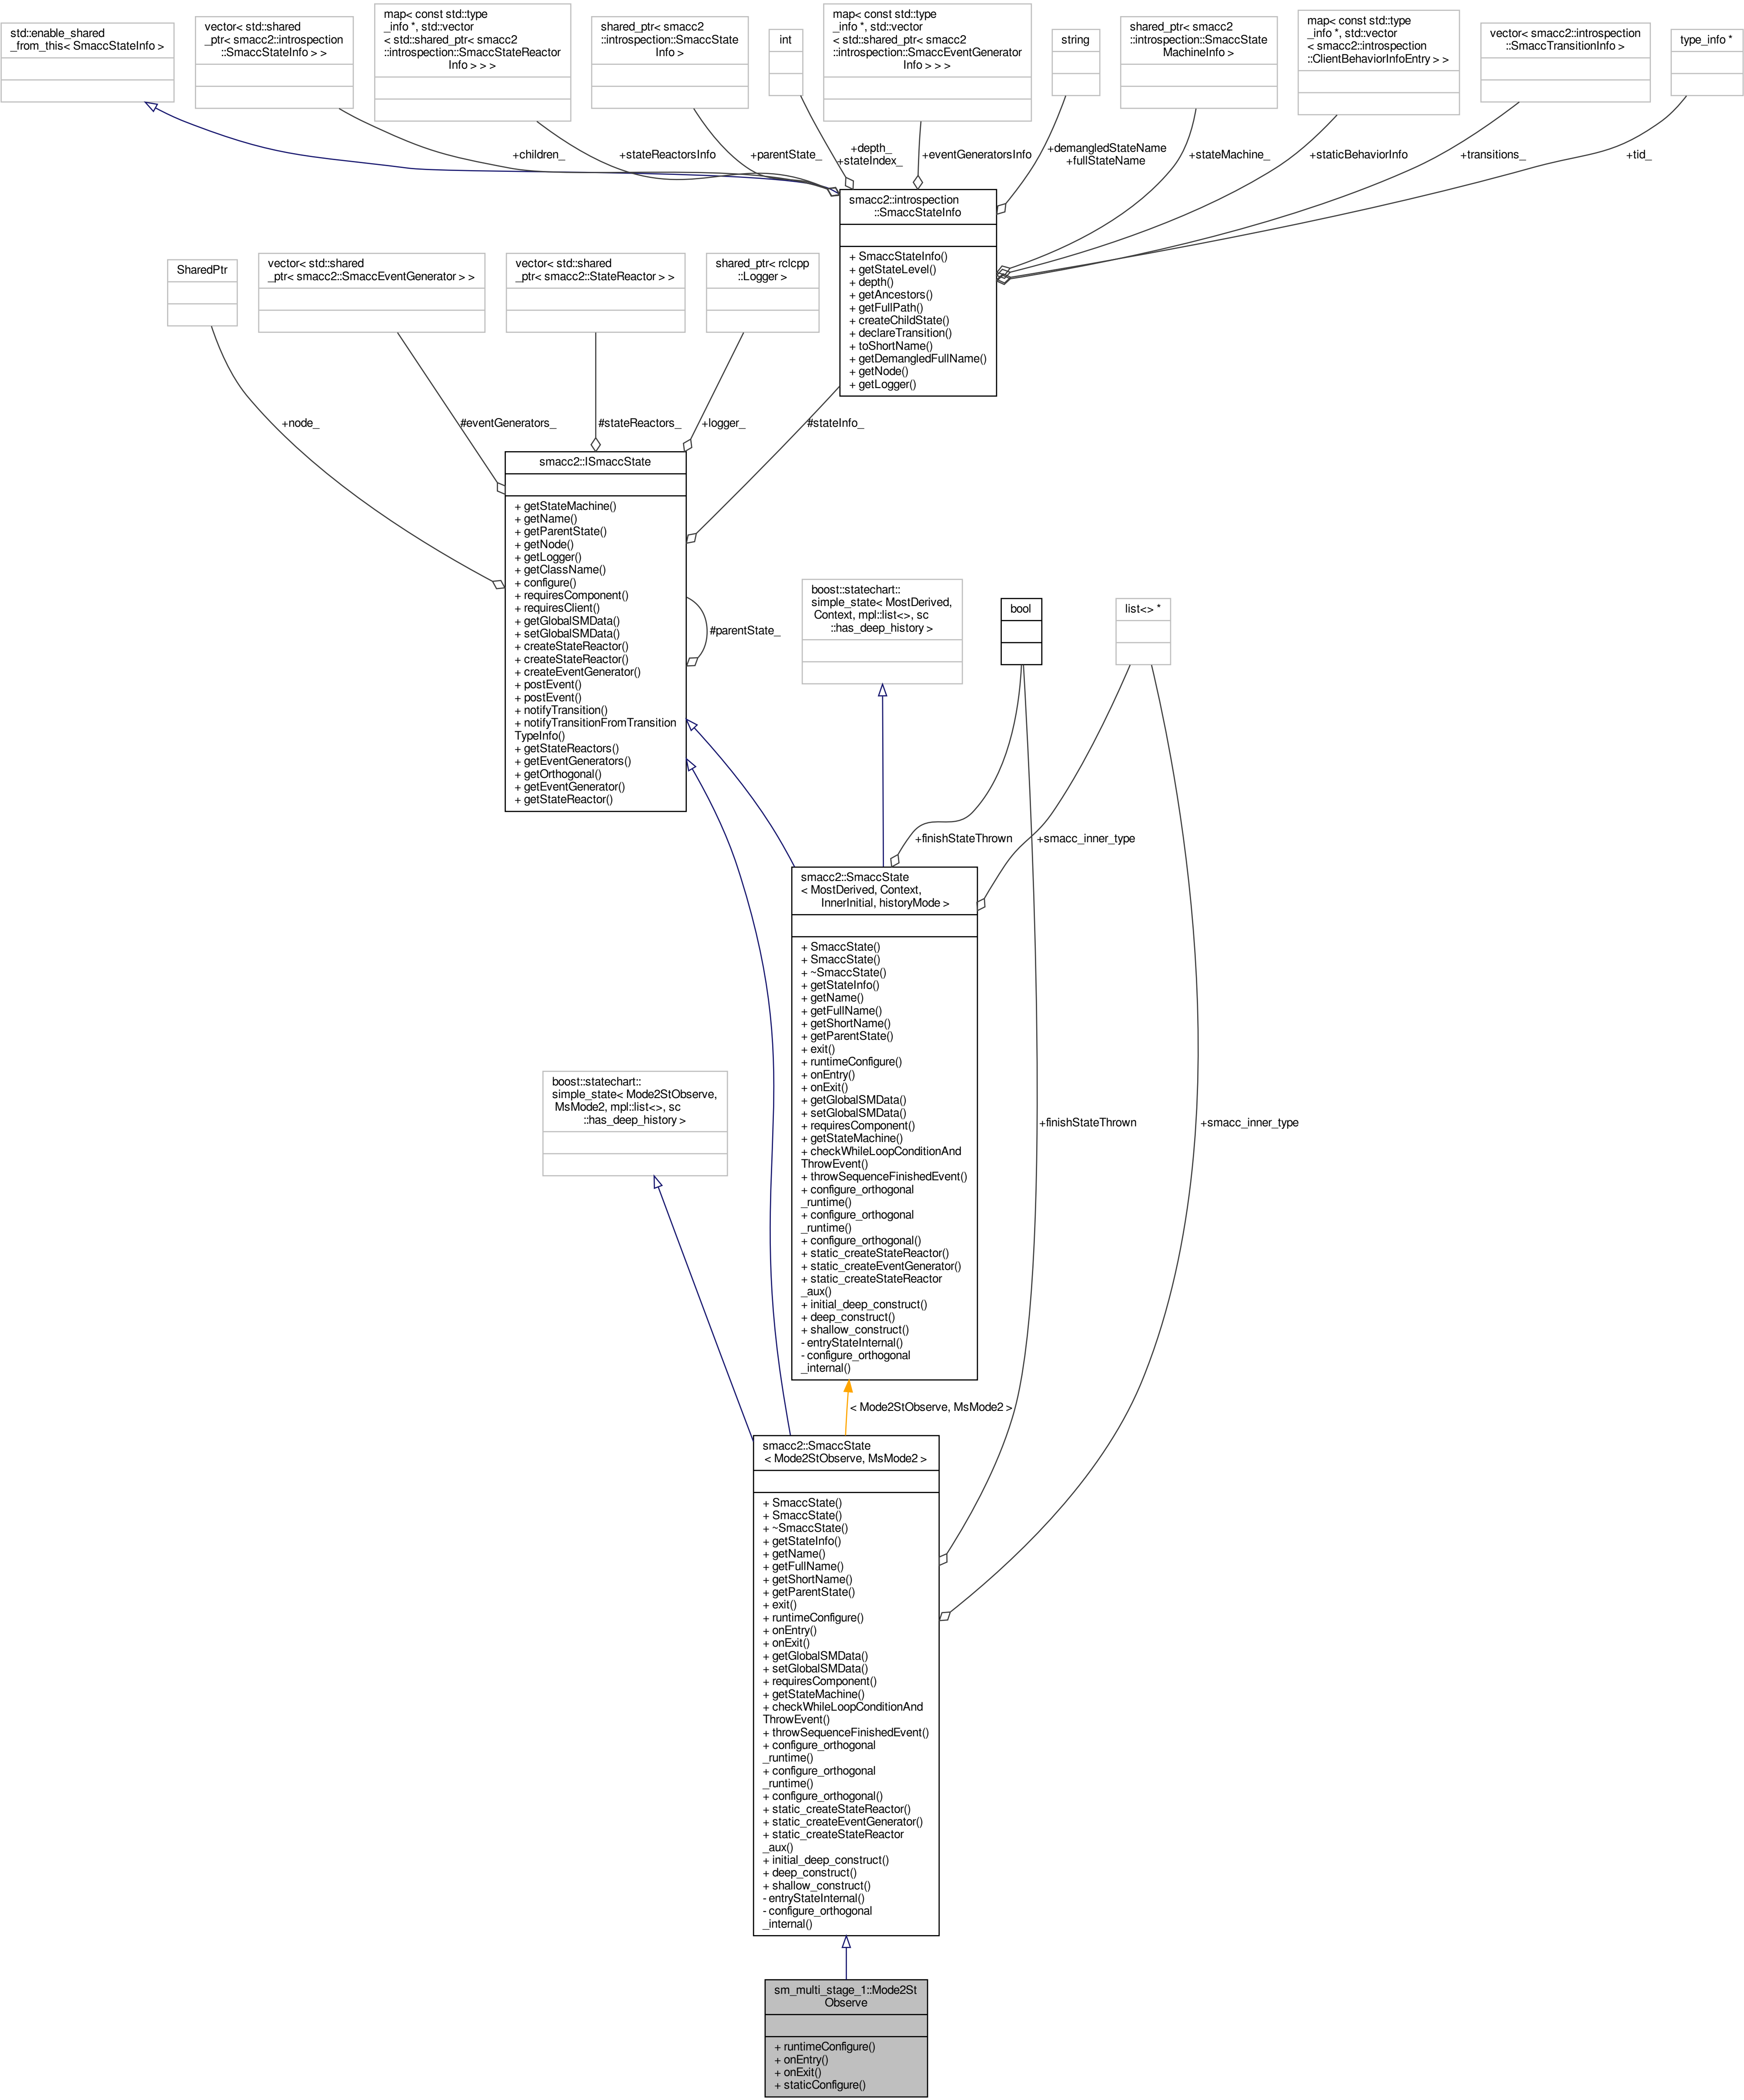 std::enable_shared
_from_this< SmaccStateInfo >
vector< std::shared
_ptr< smacc2::introspection
::SmaccStateInfo > >
map< const std::type
_info *, std::vector
< std::shared_ptr< smacc2
::introspection::SmaccStateReactor
Info > > >
shared_ptr< smacc2
::introspection::SmaccState
Info >
int
map< const std::type
_info *, std::vector
< std::shared_ptr< smacc2
::introspection::SmaccEventGenerator
Info > > >
string
shared_ptr< smacc2
::introspection::SmaccState
MachineInfo >
map< const std::type
_info *, std::vector
< smacc2::introspection
::ClientBehaviorInfoEntry > >
vector< smacc2::introspection
::SmaccTransitionInfo >
type_info *
+children_
+stateReactorsInfo
+parentState_
+depth_
+stateIndex_
+eventGeneratorsInfo
+demangledStateName
+fullStateName
+stateMachine_
+staticBehaviorInfo
+transitions_
+tid_
smacc2::introspection
::SmaccStateInfo
+ SmaccStateInfo()
+ getStateLevel()
+ depth()
+ getAncestors()
+ getFullPath()
+ createChildState()
+ declareTransition()
+ toShortName()
+ getDemangledFullName()
+ getNode()
+ getLogger()
SharedPtr
vector< std::shared
_ptr< smacc2::SmaccEventGenerator > >
vector< std::shared
_ptr< smacc2::StateReactor > >
shared_ptr< rclcpp
::Logger >
+node_
#eventGenerators_
#stateReactors_
+logger_
#stateInfo_
smacc2::ISmaccState
+ getStateMachine()
+ getName()
+ getParentState()
+ getNode()
+ getLogger()
+ getClassName()
+ configure()
+ requiresComponent()
+ requiresClient()
+ getGlobalSMData()
+ setGlobalSMData()
+ createStateReactor()
+ createStateReactor()
+ createEventGenerator()
+ postEvent()
+ postEvent()
+ notifyTransition()
+ notifyTransitionFromTransition
TypeInfo()
+ getStateReactors()
+ getEventGenerators()
+ getOrthogonal()
+ getEventGenerator()
+ getStateReactor()
#parentState_
boost::statechart::
simple_state< MostDerived,
Context, mpl::list<>, sc
::has_deep_history >
bool
list<> *
+finishStateThrown
+smacc_inner_type
smacc2::SmaccState
< MostDerived, Context,
InnerInitial, historyMode >
+ SmaccState()
+ SmaccState()
+ ~SmaccState()
+ getStateInfo()
+ getName()
+ getFullName()
+ getShortName()
+ getParentState()
+ exit()
+ runtimeConfigure()
+ onEntry()
+ onExit()
+ getGlobalSMData()
+ setGlobalSMData()
+ requiresComponent()
+ getStateMachine()
+ checkWhileLoopConditionAnd
ThrowEvent()
+ throwSequenceFinishedEvent()
+ configure_orthogonal
_runtime()
+ configure_orthogonal
_runtime()
+ configure_orthogonal()
+ static_createStateReactor()
+ static_createEventGenerator()
+ static_createStateReactor
_aux()
+ initial_deep_construct()
+ deep_construct()
+ shallow_construct()
- entryStateInternal()
- configure_orthogonal
_internal()
boost::statechart::
simple_state< Mode2StObserve,
MsMode2, mpl::list<>, sc
::has_deep_history >
+finishStateThrown
+smacc_inner_type
< Mode2StObserve, MsMode2 >
smacc2::SmaccState
< Mode2StObserve, MsMode2 >
+ SmaccState()
+ SmaccState()
+ ~SmaccState()
+ getStateInfo()
+ getName()
+ getFullName()
+ getShortName()
+ getParentState()
+ exit()
+ runtimeConfigure()
+ onEntry()
+ onExit()
+ getGlobalSMData()
+ setGlobalSMData()
+ requiresComponent()
+ getStateMachine()
+ checkWhileLoopConditionAnd
ThrowEvent()
+ throwSequenceFinishedEvent()
+ configure_orthogonal
_runtime()
+ configure_orthogonal
_runtime()
+ configure_orthogonal()
+ static_createStateReactor()
+ static_createEventGenerator()
+ static_createStateReactor
_aux()
+ initial_deep_construct()
+ deep_construct()
+ shallow_construct()
- entryStateInternal()
- configure_orthogonal
_internal()
sm_multi_stage_1::Mode2St
Observe
+ runtimeConfigure()
+ onEntry()
+ onExit()
+ staticConfigure()